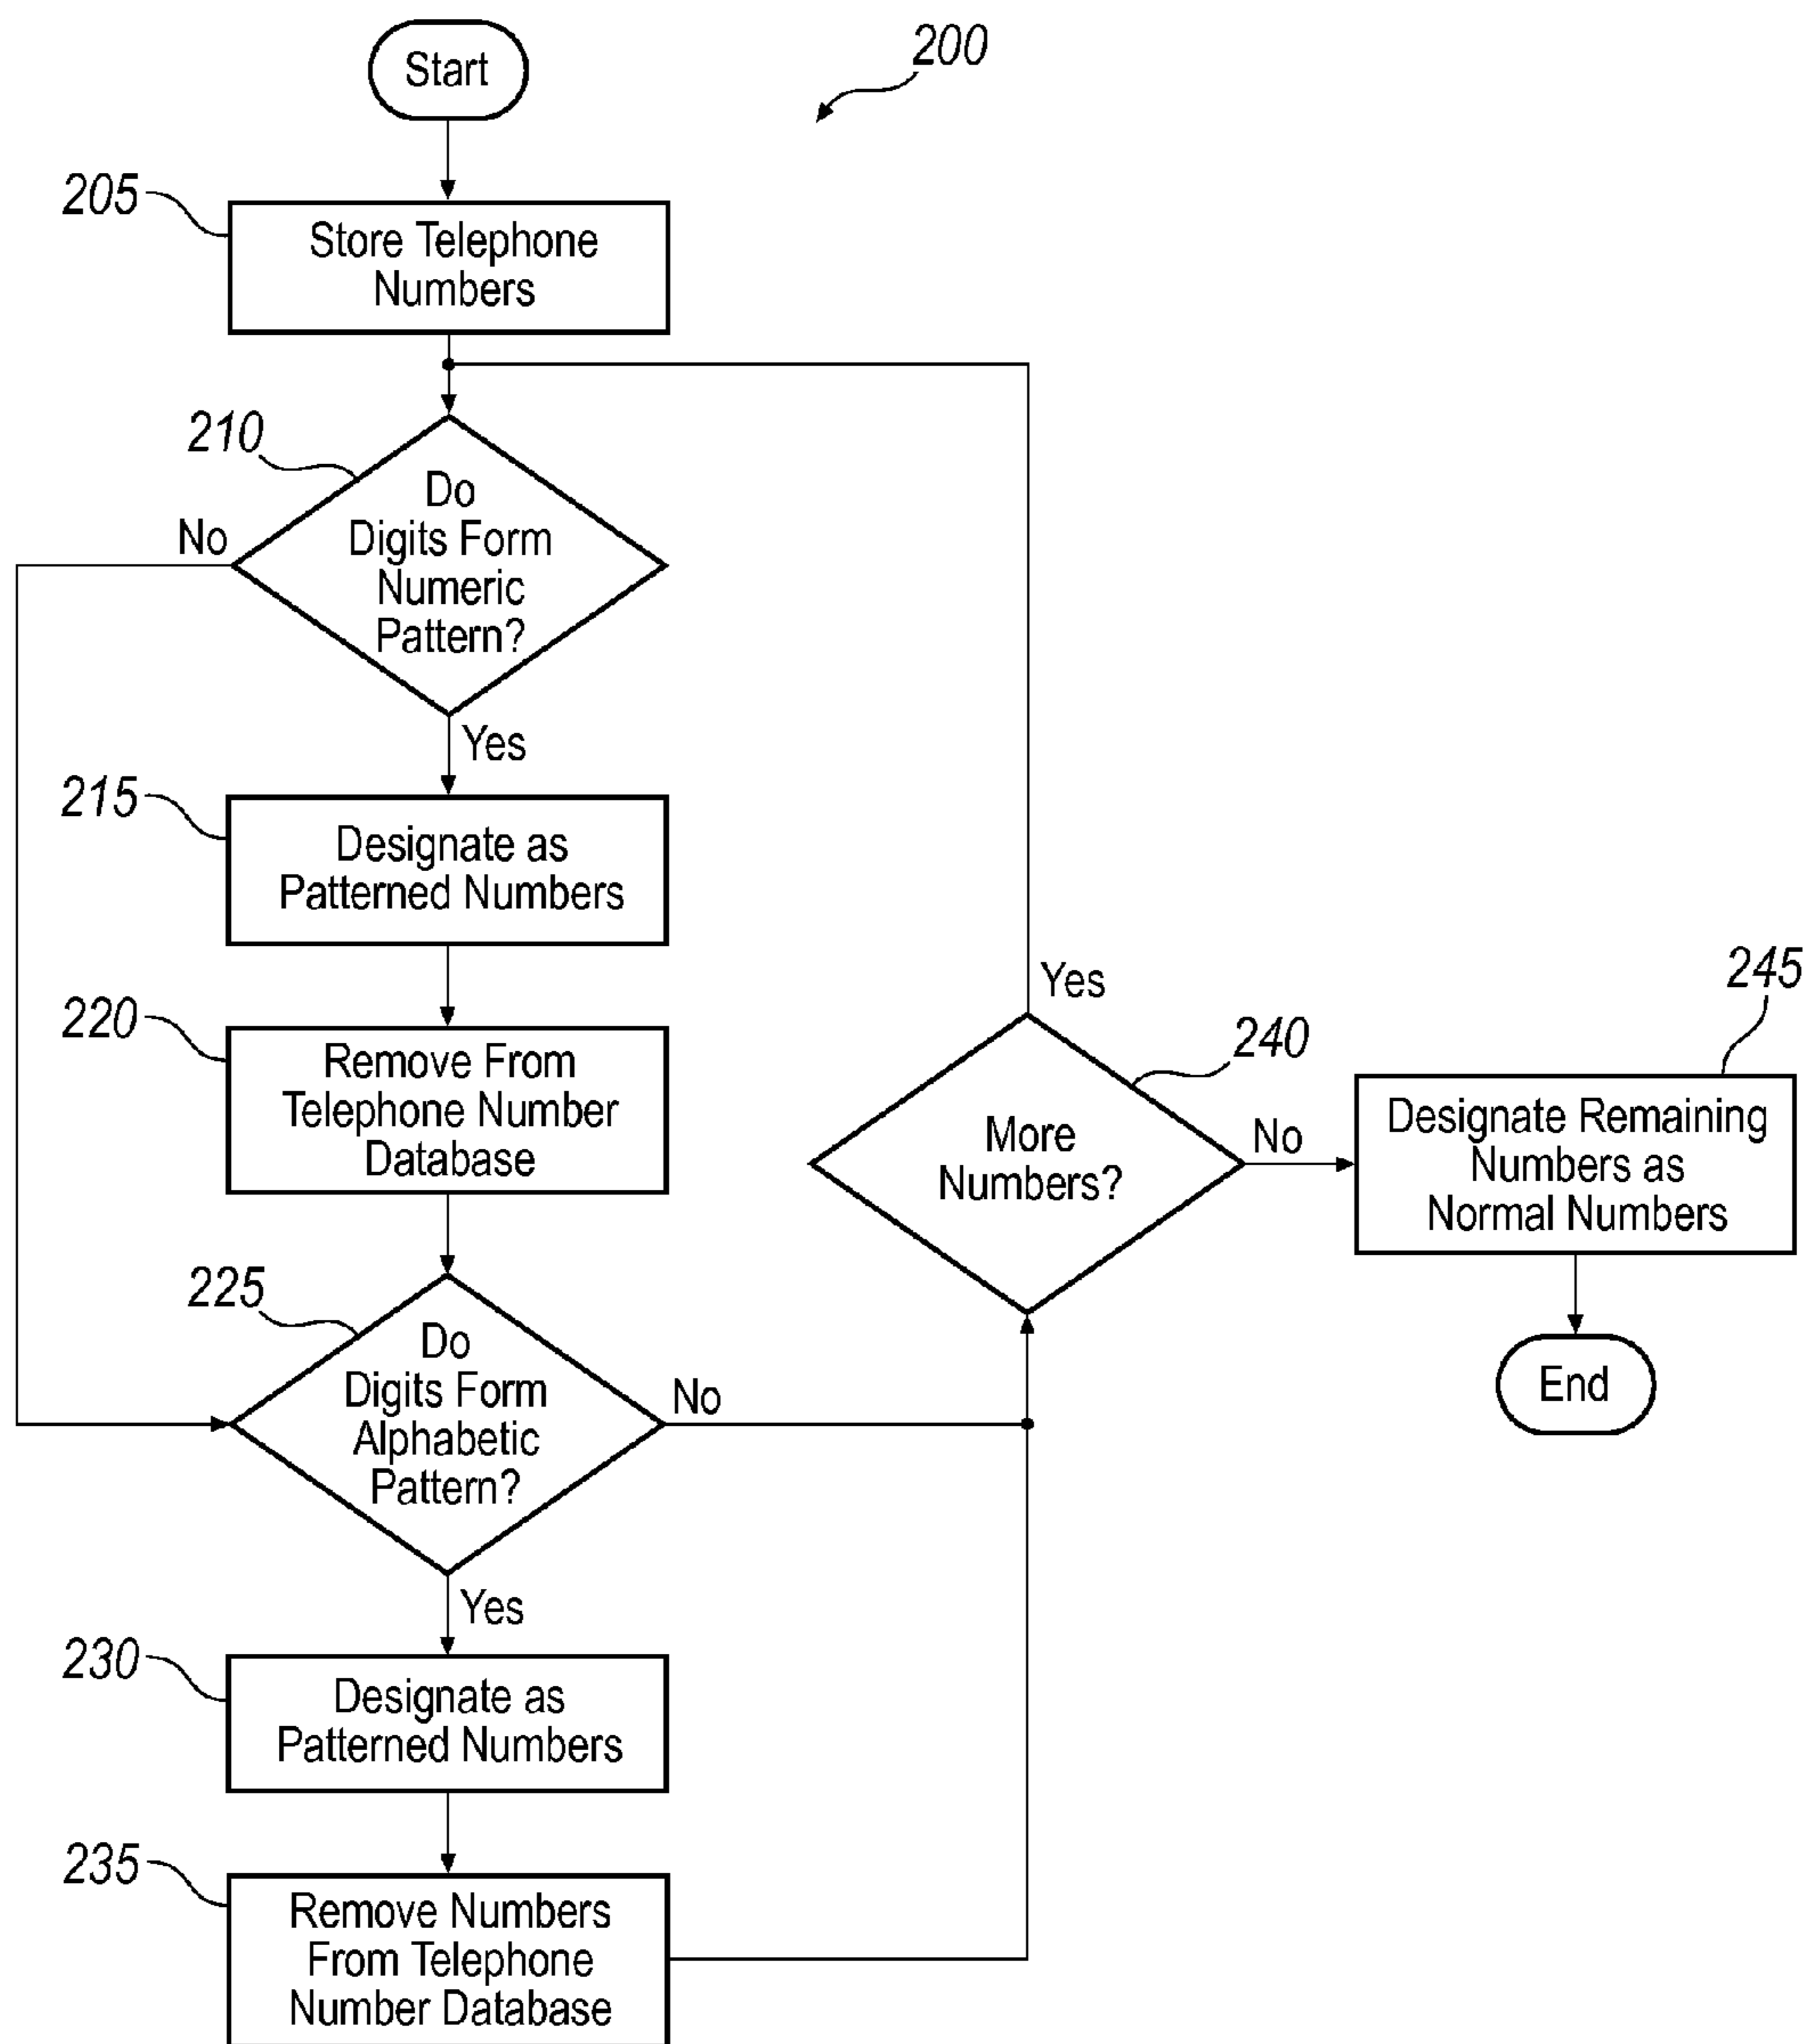 Start
200
205
Store Telephone
Numbers
210
Do
Digits Form
Numeric
Pattern?
No
Yes
215
Designate as
Patterned Numbers
220
Remove From
Telephone Number
Database
225
Do
Digits Form
Alphabetic
Pattern?
No
Yes
230
Designate as
Patterned Numbers
235
Remove Numbers
From Telephone
Number Database
Yes
240
More
Numbers?
No
245
Designate Remaining
Numbers as
Normal Numbers
End